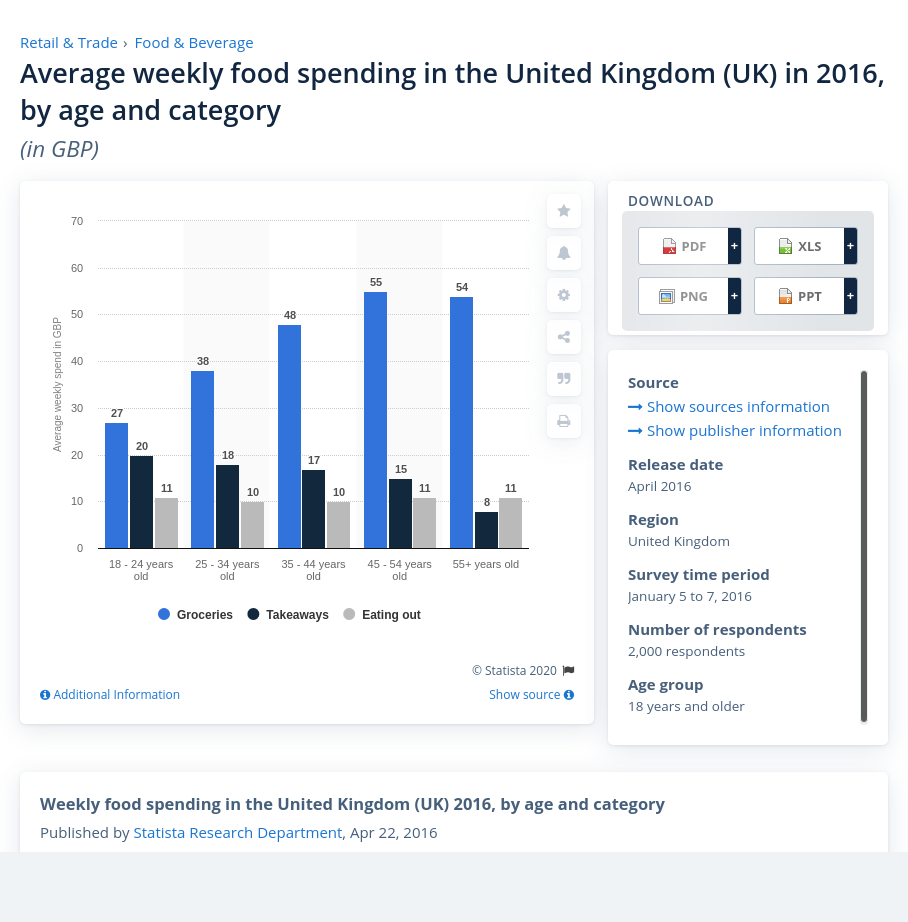 Retail & Trade › Food & Beverage
Average weekly food spending in the United Kingdom (UK) in 2016,
by age and category
(in GBP)
70
60
50
40
30
20
10
0
Average weekly spend in GBP
27
20
11
38
18
10
48
17
10
55
15
11
54
8
11
18 - 24 years
old
25 - 34 years
old
35 - 44 years
old
45 - 54 years
old
55+ years old
Groceries Takeaways Eating out
© Statista 2020
Additional Information Show source
DOWNLOAD
PDF + XLS +
PNG + PPT +
Source
Show sources information
Show publisher information
Release date
April 2016
Region
United Kingdom
Survey time period
January 5 to 7, 2016
Number of respondents
2,000 respondents
Age group
18 years and older
Weekly food spending in the United Kingdom (UK) 2016, by age and category
Published by Statista Research Department, Apr 22, 2016